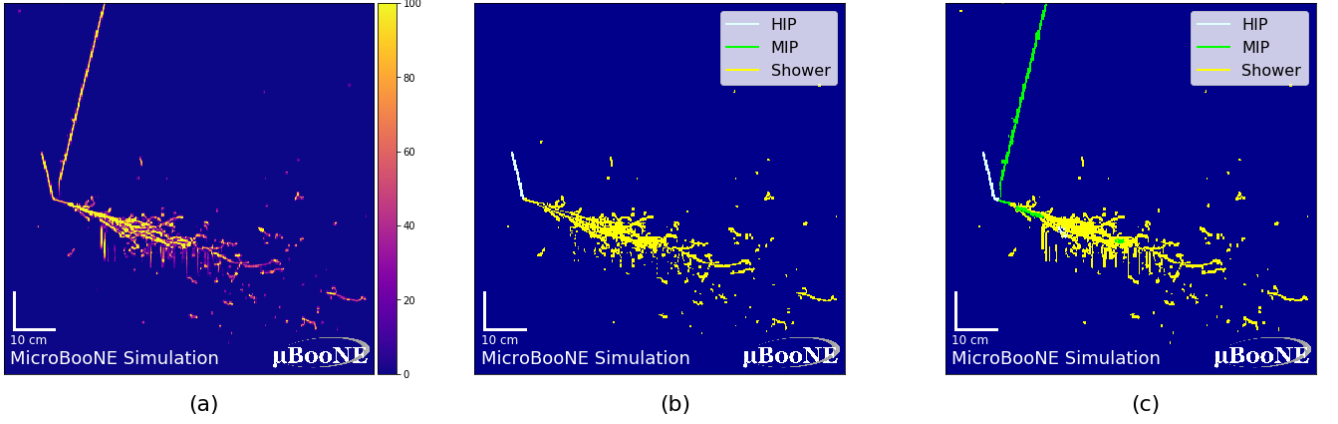 100
80
60
40
20
0
10 cm
MicroBooNE Simulation
µBooNE
(a)
HIP
MIP
Shower
10 cm
MicroBooNE Simulation
µBooNE
(b)
HIP
MIP
Shower
10 cm
MicroBooNE Simulation
µBooNE
(c)